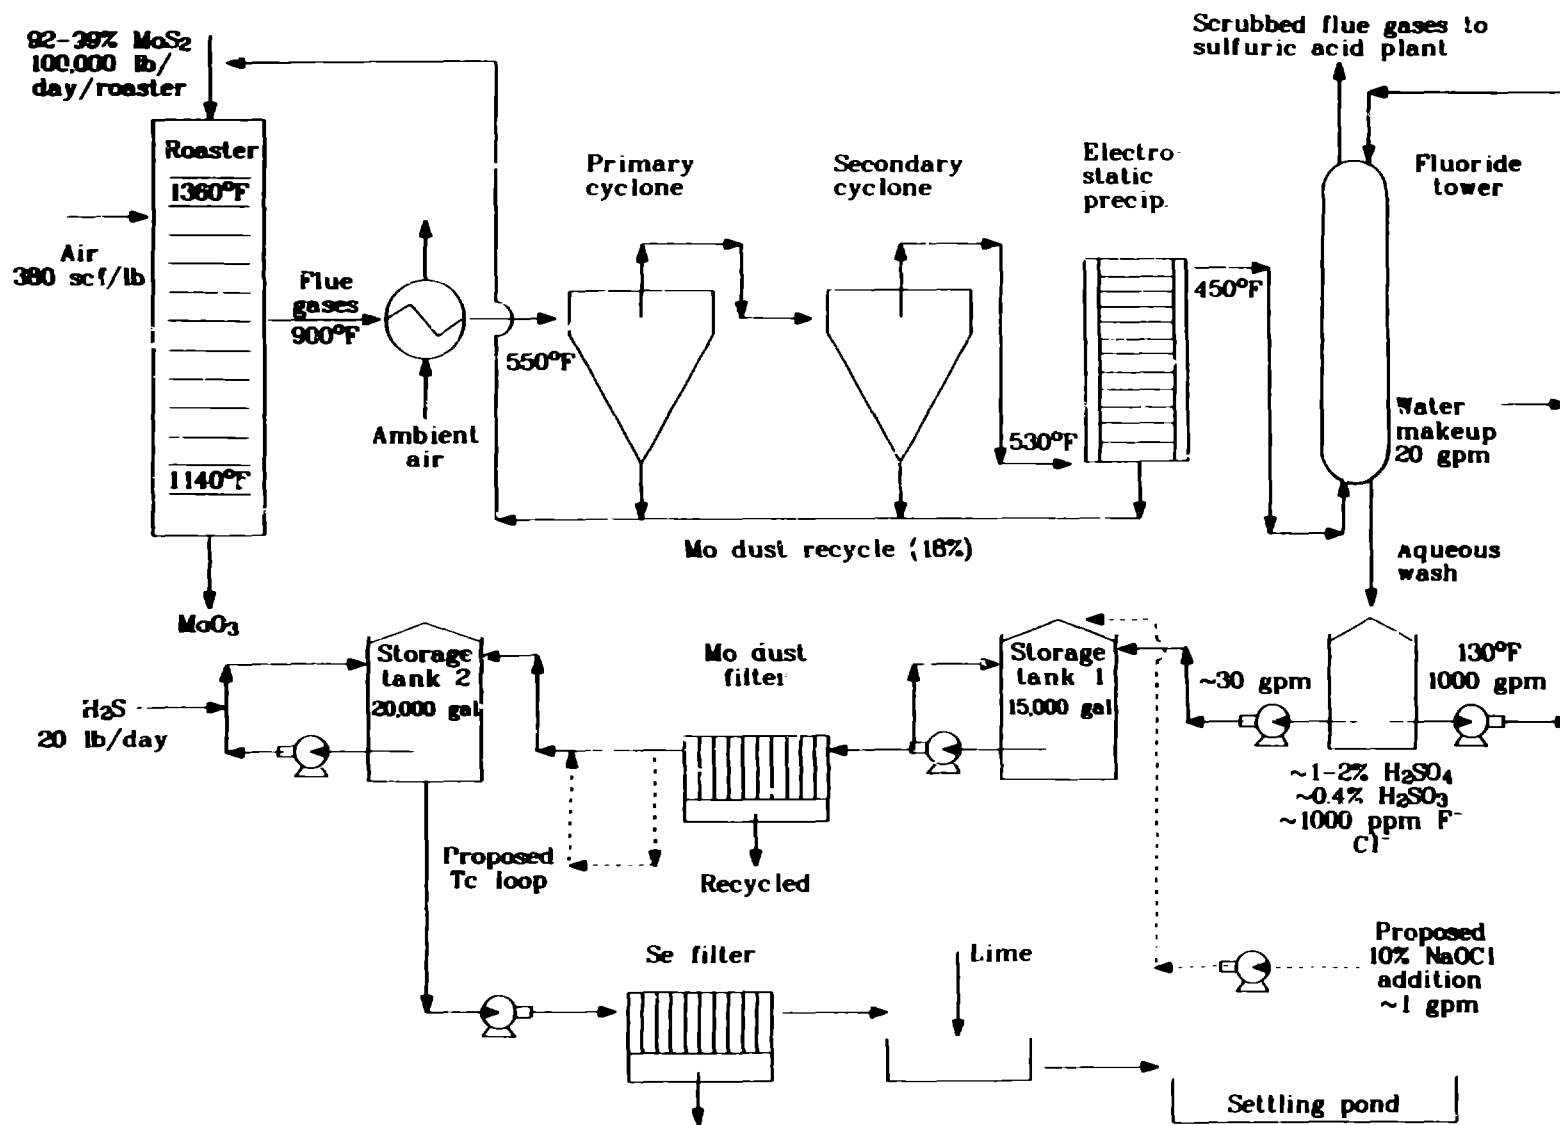 92-39% MoS2
100,000 lb/
day/roaster
Roaster
1360°F
Air
380 scf/lb
1140°F
MoO3
Flue
gases
900°F
Ambient
air
550°F
Primary
cyclone
Secondary
cyclone
530°F
Electro-
static
precip.
450°F
Mo dust recycle (18%)
Scrubbed flue gases to
sulfuric acid plant
Fluoride
tower
Water
makeup
20 gpm
Aqueous
wash
H2S
20 lb/day
Storage
tank 2
20,000 gal
Mo dust
filter
Recycled
Proposed
Tc loop
Storage
tank 1
15,000 gal
~30 gpm
130°F
1000 gpm
~1-2% H2SO4
~0.4% H2SO3
~1000 ppm F-
Cl-
Proposed
10% NaOCl
addition
~1 gpm
Se filter
Lime
Settling pond